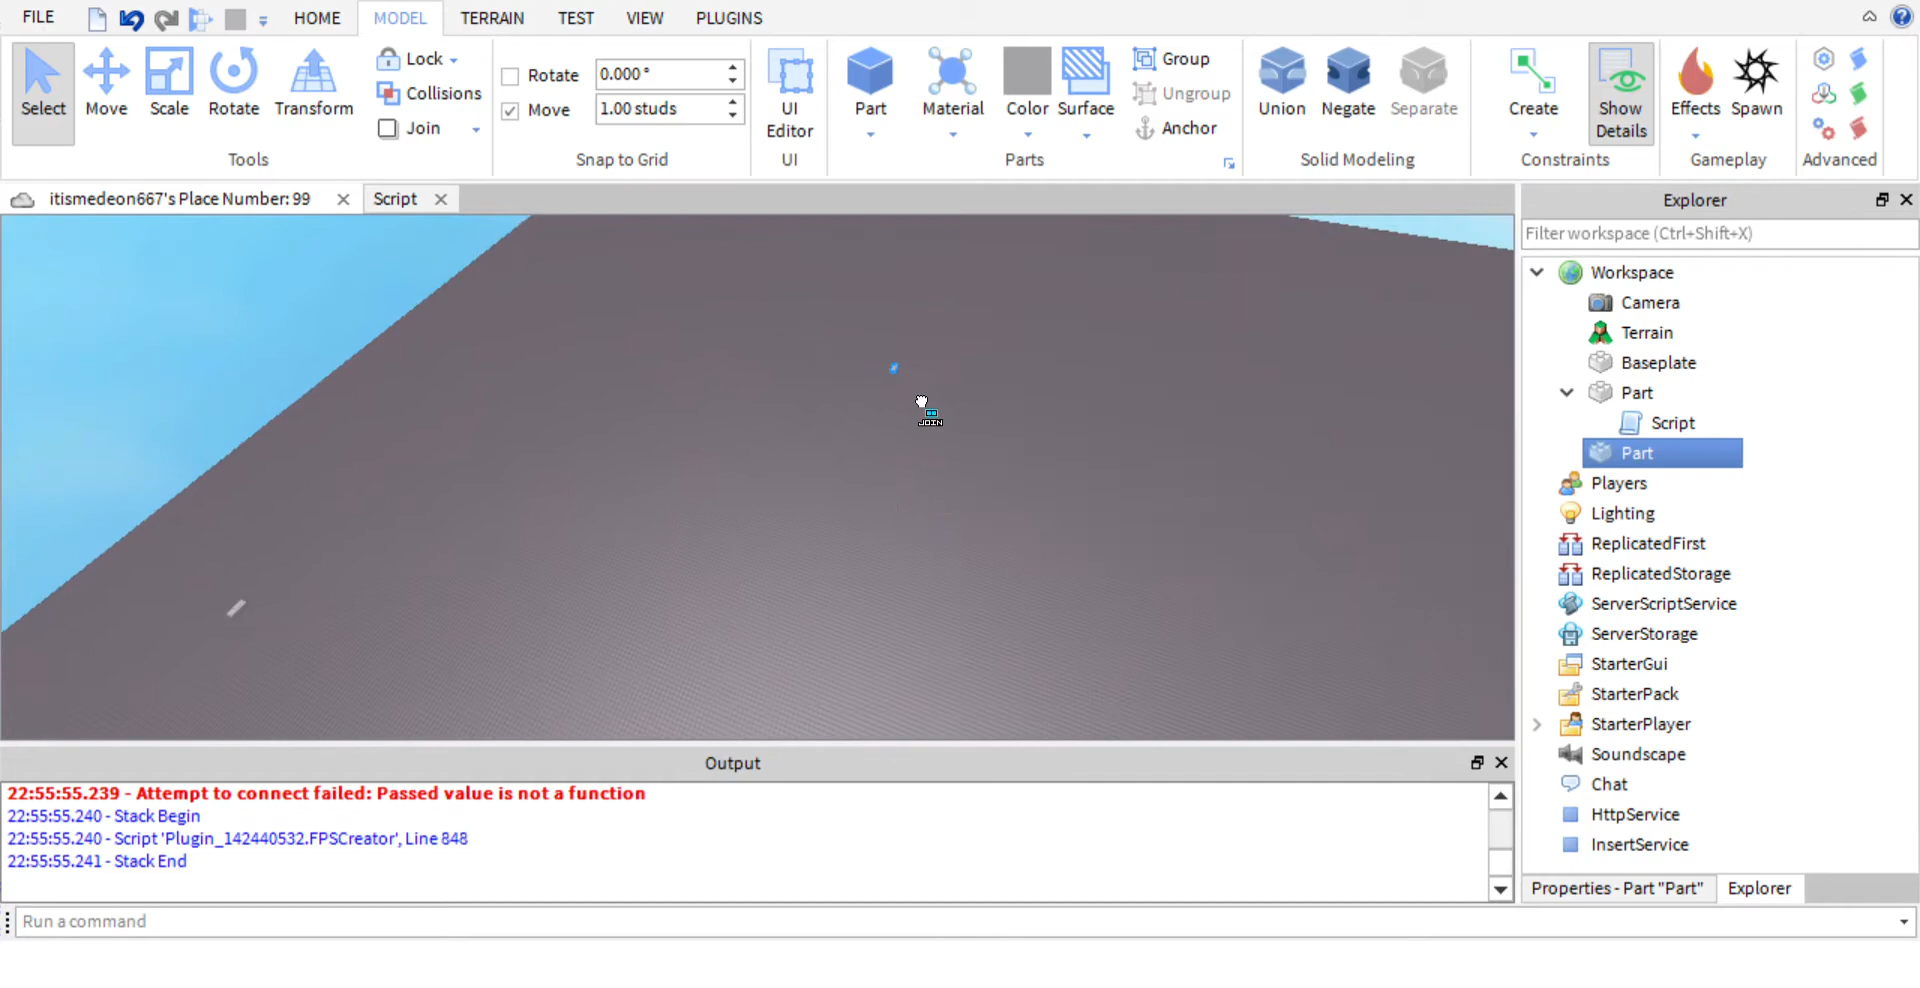 FILE HOME MODEL TERRAIN TEST VIEW PLUGINS
Select Move Scale Rotate Transform
Lock
Collisions
Join
Tools
Rotate 0.000 °
Move 1.00 studs
Snap to Grid
UI
Editor
UI
Part Material Color Surface
Group
Ungroup
Anchor
Parts
Union Negate Separate
Solid Modeling
Create
Show
Details
Constraints
Effects Spawn
Gameplay
Advanced
itismedeon667's Place Number: 99
Script
JOIN
Explorer
Filter workspace (Ctrl+Shift+X)
Workspace
Camera
Terrain
Baseplate
Part
Script
Part
Players
Lighting
ReplicatedFirst
ReplicatedStorage
ServerScriptService
ServerStorage
StarterGui
StarterPack
StarterPlayer
Soundscape
Chat
HttpService
InsertService
Properties - Part "Part" Explorer
Output
22:55:55.239 - Attempt to connect failed: Passed value is not a function
22:55:55.240 - Stack Begin
22:55:55.240 - Script 'Plugin_142440532.FPSCreator', Line 848
22:55:55.241 - Stack End
Run a command